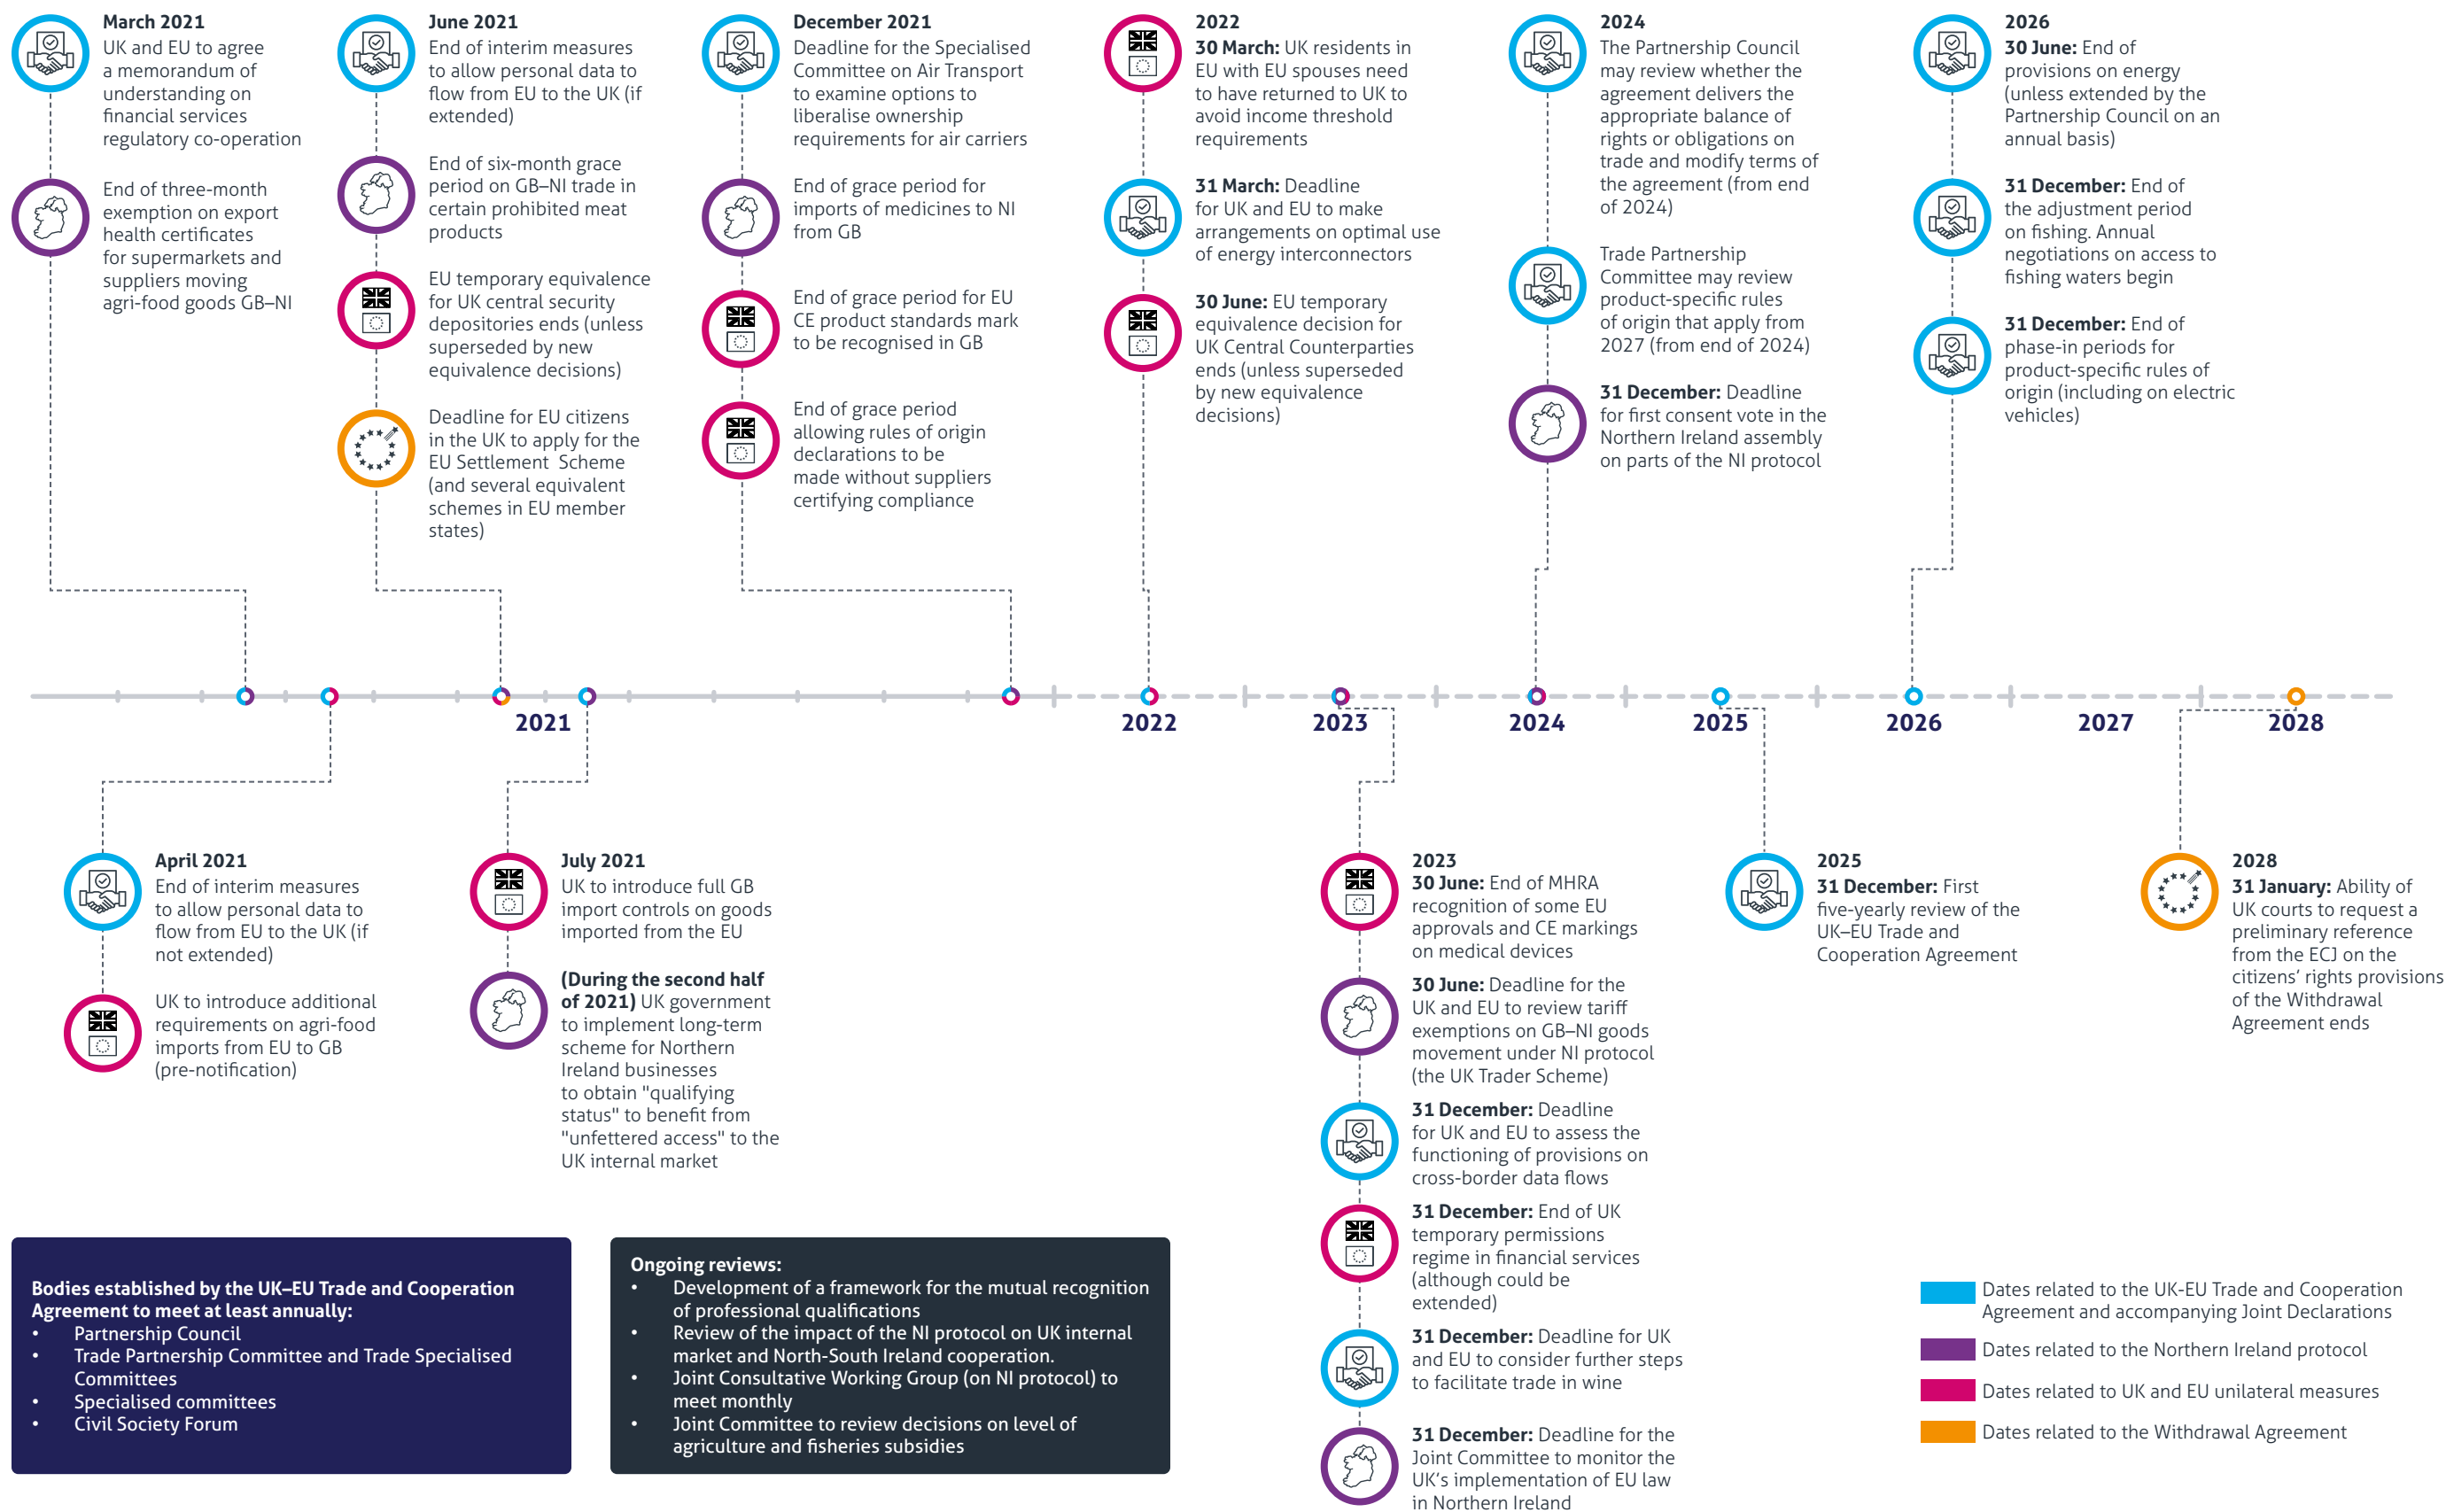 March 2021
UK and EU to agree
a memorandum of
understanding on
financial services
regulatory co-operation
End of three-month
exemption on export
health certificates
for supermarkets and
suppliers moving
agri-food goods GB–NI
June 2021
End of interim measures
to allow personal data to
flow from EU to the UK (if
extended)
End of six-month grace
period on GB–NI trade in
certain prohibited meat
products
EU temporary equivalence
for UK central security
depositories ends (unless
superseded by new
equivalence decisions)
Deadline for EU citizens
in the UK to apply for the
EU Settlement Scheme
(and several equivalent
schemes in EU member
states)
December 2021
Deadline for the Specialised
Committee on Air Transport
to examine options to
liberalise ownership
requirements for air carriers
End of grace period for
imports of medicines to NI
from GB
End of grace period for EU
CE product standards mark
to be recognised in GB
End of grace period
allowing rules of origin
declarations to be
made without suppliers
certifying compliance
2022
30 March: UK residents in
EU with EU spouses need
to have returned to UK to
avoid income threshold
requirements
31 March: Deadline
for UK and EU to make
arrangements on optimal use
of energy interconnectors
30 June: EU temporary
equivalence decision for
UK Central Counterparties
ends (unless superseded
by new equivalence
decisions)
2024
The Partnership Council
may review whether the
agreement delivers the
appropriate balance of
rights or obligations on
trade and modify terms of
the agreement (from end
of 2024)
Trade Partnership
Committee may review
product-specific rules
of origin that apply from
2027 (from end of 2024)
31 December: Deadline
for first consent vote in the
Northern Ireland assembly
on parts of the NI protocol
2026
30 June: End of
provisions on energy
(unless extended by the
Partnership Council on an
annual basis)
31 December: End of
the adjustment period
on fishing. Annual
negotiations on access to
fishing waters begin
31 December: End of
phase-in periods for
product-specific rules of
origin (including on electric
vehicles)
2021
2022
2023
2024
2025
2026
2027
2028
April 2021
End of interim measures
to allow personal data to
flow from EU to the UK (if
not extended)
UK to introduce additional
requirements on agri-food
imports from EU to GB
(pre-notification)
July 2021
UK to introduce full GB
import controls on goods
imported from the EU
(During the second half
of 2021) UK government
to implement long-term
scheme for Northern
Ireland businesses
to obtain "qualifying
status" to benefit from
"unfettered access" to the
UK internal market
2023
30 June: End of MHRA
recognition of some EU
approvals and CE markings
on medical devices
30 June: Deadline for the
UK and EU to review tariff
exemptions on GB–NI goods
movement under NI protocol
(the UK Trader Scheme)
31 December: Deadline
for UK and EU to assess the
functioning of provisions on
cross-border data flows
31 December: End of UK
temporary permissions
regime in financial services
(although could be
extended)
31 December: Deadline for UK
and EU to consider further steps
to facilitate trade in wine
31 December: Deadline for the
Joint Committee to monitor the
UK's implementation of EU law
in Northern Ireland
2025
31 December: First
five-yearly review of the
UK–EU Trade and
Cooperation Agreement
2028
31 January: Ability of
UK courts to request a
preliminary reference
from the ECJ on the
citizens' rights provisions
of the Withdrawal
Agreement ends
Bodies established by the UK–EU Trade and Cooperation
Agreement to meet at least annually:
• Partnership Council
• Trade Partnership Committee and Trade Specialised
Committees
• Specialised committees
• Civil Society Forum
Ongoing reviews:
• Development of a framework for the mutual recognition
of professional qualifications
• Review of the impact of the NI protocol on UK internal
market and North-South Ireland cooperation.
• Joint Consultative Working Group (on NI protocol) to
meet monthly
• Joint Committee to review decisions on level of
agriculture and fisheries subsidies
Dates related to the UK-EU Trade and Cooperation
Agreement and accompanying Joint Declarations
Dates related to the Northern Ireland protocol
Dates related to UK and EU unilateral measures
Dates related to the Withdrawal Agreement